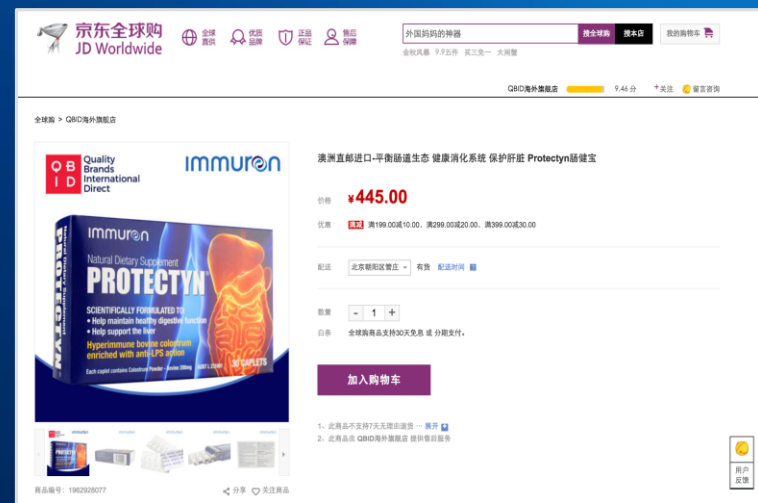 京东全球购
JD Worldwide
全球
直供
优质
品牌
正品
保证
售后
保障
外国妈妈的神器
搜全球购
搜本店
我的购物车
金秋风暴 9.9五件 买三免一 大闸蟹
QBID海外旗舰店 9.46 分 +关注 留言咨询
全球购 > QBID海外旗舰店
QBID
Quality
Brands
International
Direct
immuron
immuron
Natural Dietary Supplement
PROTECTYN
SCIENTIFICALLY FORMULATED TO
• Help maintain healthy digestive function
• Help support the liver
Hyperimmune bovine colostrum
enriched with anti-LPS action
30 CAPLETS
Each caplet contains Colostrum Powder - Bovine 200mg
PROTECTYN
Natural Dietary Supplement
澳洲直邮进口-平衡肠道生态 健康消化系统 保护肝脏 Protectyn肠健宝
价格 ¥445.00
优惠 满减 满199.00减10.00，满299.00减20.00，满399.00减30.00
配送 北京朝阳区管庄 有货 配送时间
数量 - 1 +
白条 全球购商品支持30天免息 或 分期支付。
加入购物车
1、此商品不支持7天无理由退货 ··· 展开
2、此商品由 QBID海外旗舰店 提供售后服务
商品编号：1962928077 分享 关注商品
用户
反馈